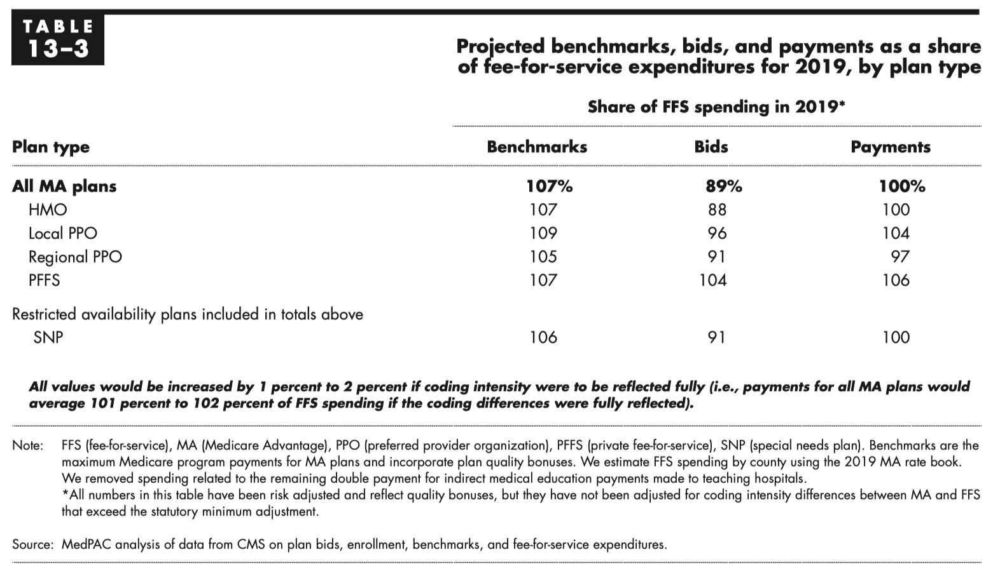 TABLE
13–3
Projected benchmarks, bids, and payments as a share
of fee-for-service expenditures for 2019, by plan type
Share of FFS spending in 2019*
Plan type Benchmarks Bids Payments
All MA plans 107% 89% 100%
HMO 107 88 100
Local PPO 109 96 104
Regional PPO 105 91 97
PFFS 107 104 106
Restricted availability plans included in totals above
SNP 106 91 100
All values would be increased by 1 percent to 2 percent if coding intensity were to be reflected fully (i.e., payments for all MA plans would
average 101 percent to 102 percent of FFS spending if the coding differences were fully reflected).
Note: FFS (fee-for-service), MA (Medicare Advantage), PPO (preferred provider organization), PFFS (private fee-for-service), SNP (special needs plan). Benchmarks are the
maximum Medicare program payments for MA plans and incorporate plan quality bonuses. We estimate FFS spending by county using the 2019 MA rate book.
We removed spending related to the remaining double payment for indirect medical education payments made to teaching hospitals.
*All numbers in this table have been risk adjusted and reflect quality bonuses, but they have not been adjusted for coding intensity differences between MA and FFS
that exceed the statutory minimum adjustment.
Source: MedPAC analysis of data from CMS on plan bids, enrollment, benchmarks, and fee-for-service expenditures.